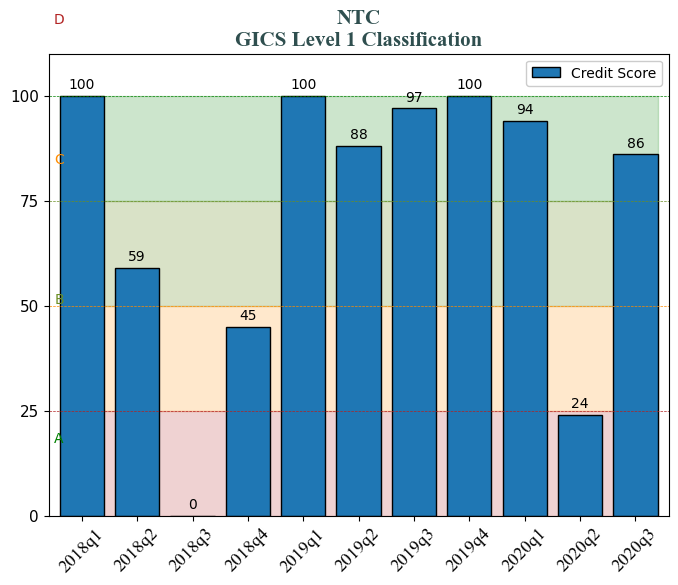 D
NTC
GICS Level 1 Classification
Credit Score
100
75
50
25
0
C
B
A
100
59
0
45
100
88
97
100
94
24
86
2018q1
2018q2
2018q3
2018q4
2019q1
2019q2
2019q3
2019q4
2020q1
2020q2
2020q3